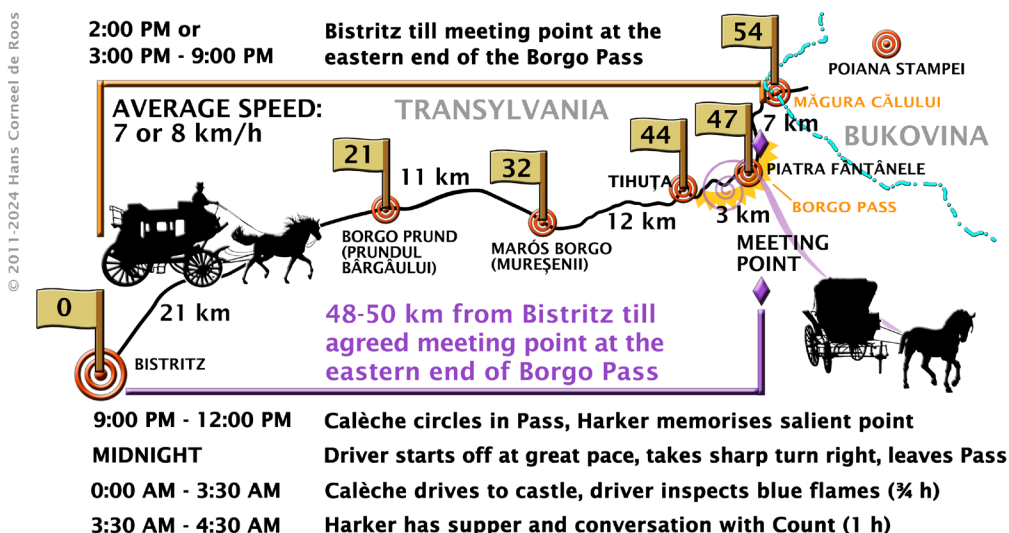 © 2011-2024 Hans Corneel de Roos
2:00 PM or
3:00 PM - 9:00 PM
Bistritz till meeting point at the
eastern end of the Borgo Pass
54
POIANA STAMPEI
AVERAGE SPEED:
7 or 8 km/h
TRANSYLVANIA
MĂGURA CĂLULUI
7 km
BUKOVINA
21
11 km
32
44
47
TIHUȚA
PIATRA FÂNȚÂNELE
BORGO PASS
12 km
3 km
BORGO PRUND
(PRUNDUL
BÂRGÂULUI)
MARÓS BORGO
(MUREŞENII)
MEETING
POINT
0
21 km
BISTRITZ
48-50 km from Bistritz till
agreed meeting point at the
eastern end of Borgo Pass
9:00 PM - 12:00 PM
Calèche circles in Pass, Harker memorises salient point
MIDNIGHT
Driver starts off at great pace, takes sharp turn right, leaves Pass
0:00 AM - 3:30 AM
Calèche drives to castle, driver inspects blue flames (¾ h)
3:30 AM - 4:30 AM
Harker has supper and conversation with Count (1 h)